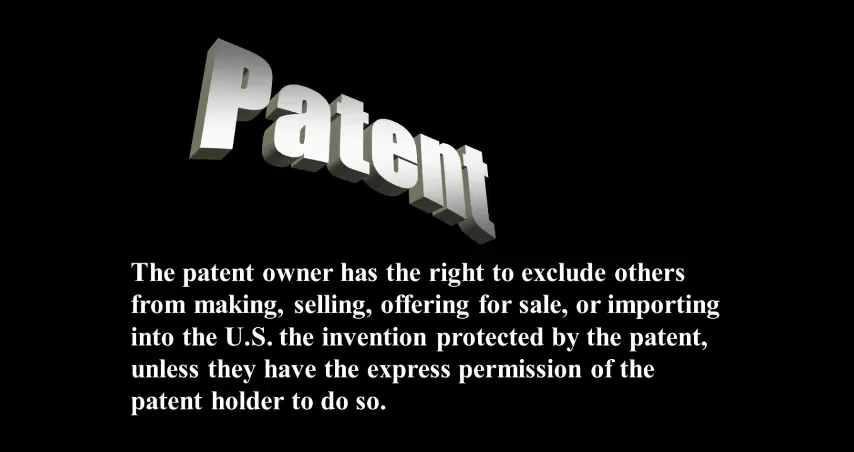 Patent
The patent owner has the right to exclude others
from making, selling, offering for sale, or importing
into the U.S. the invention protected by the patent,
unless they have the express permission of the
patent holder to do so.